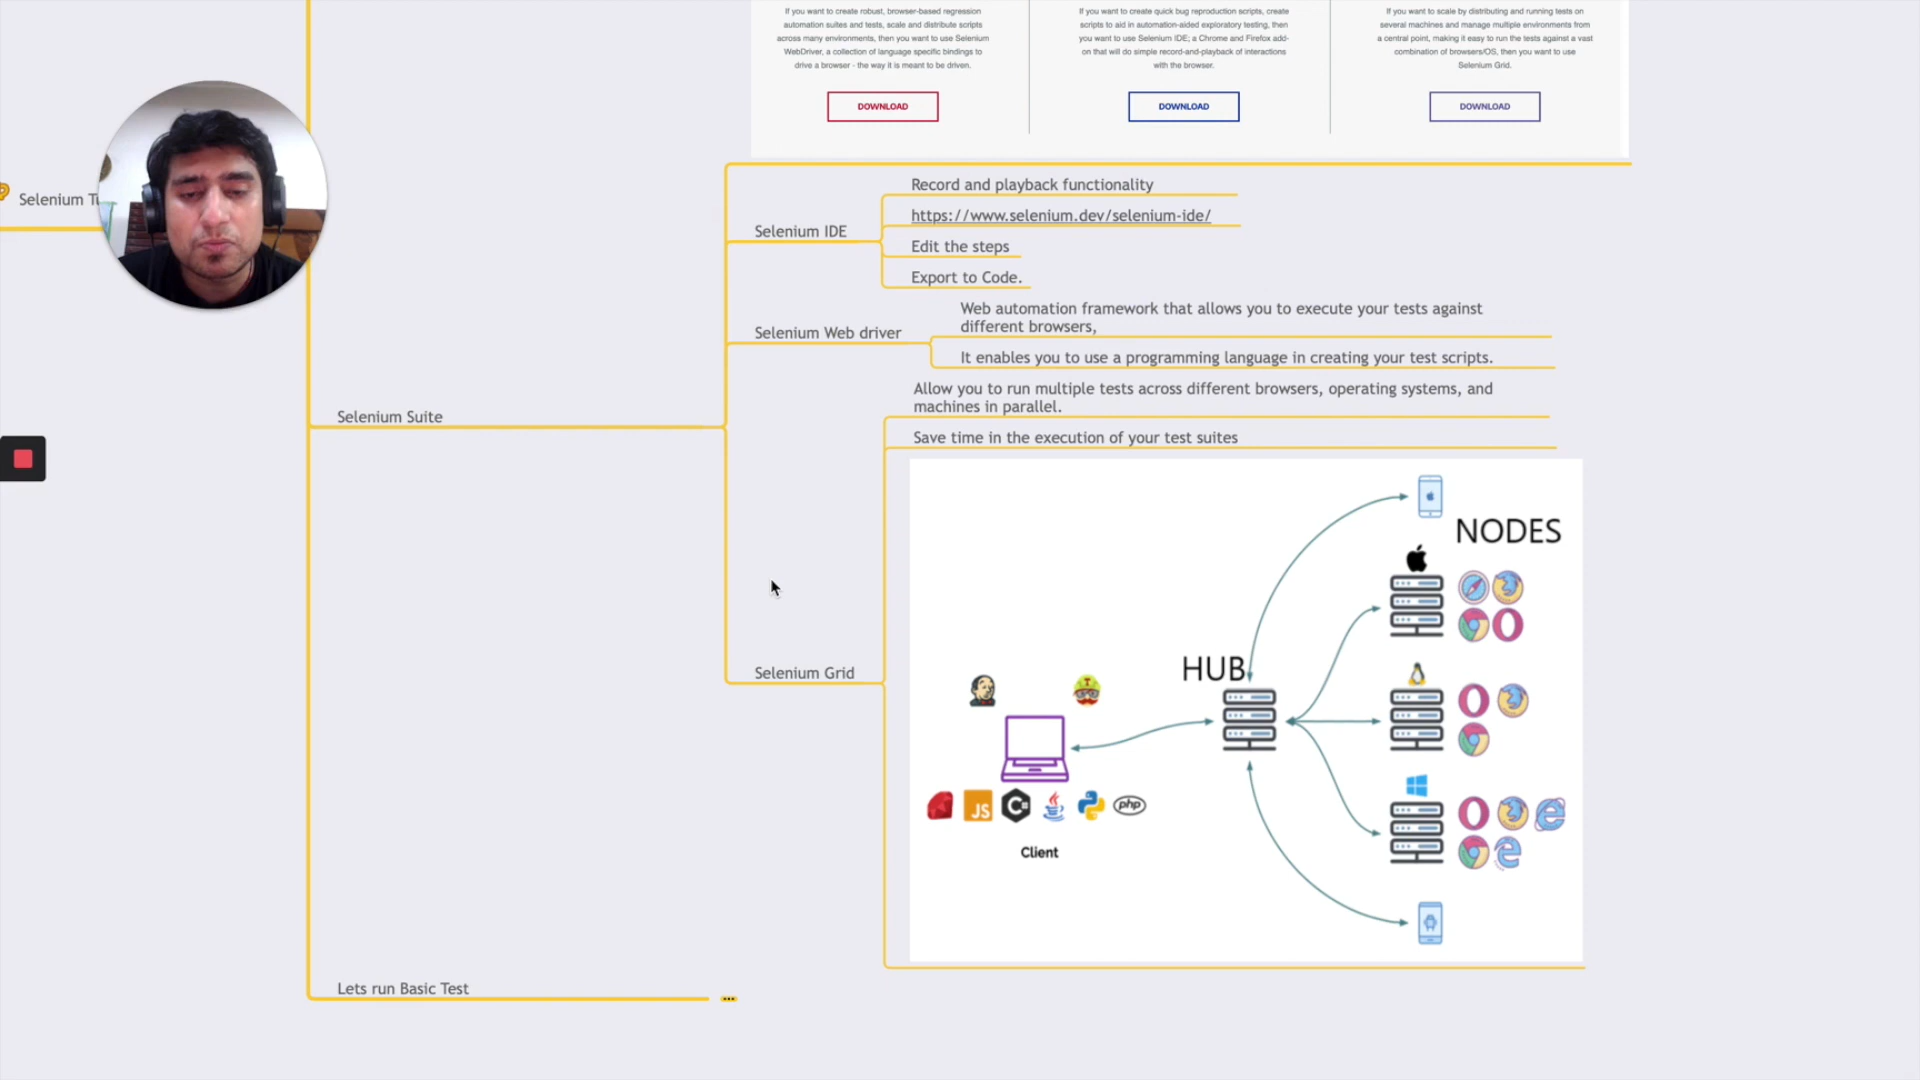 If you want to create robust, browser-based regression
automation suites and tests, scale and distribute scripts
across many environments, then you want to use Selenium
WebDriver, a collection of language specific bindings to
drive a browser - the way it is meant to be driven.
DOWNLOAD
If you want to create quick bug reproduction scripts, create
scripts to aid in automation-aided exploratory testing, then
you want to use Selenium IDE; a Chrome and Firefox add-
on that will do simple record-and-playback of interactions
with the browser.
DOWNLOAD
If you want to scale by distributing and running tests on
several machines and manage multiple environments from
a central point, making it easy to run the tests against a vast
combination of browsers/OS, then you want to use
Selenium Grid.
DOWNLOAD
Selenium
Selenium Suite
Selenium IDE
Record and playback functionality
https://www.selenium.dev/selenium-ide/
Edit the steps
Export to Code.
Selenium Web driver
Web automation framework that allows you to execute your tests against
different browsers,
It enables you to use a programming language in creating your test scripts.
Selenium Grid
Allow you to run multiple tests across different browsers, operating systems, and
machines in parallel.
Save time in the execution of your test suites
NODES
HUB
JS
C#
php
Client
Lets run Basic Test